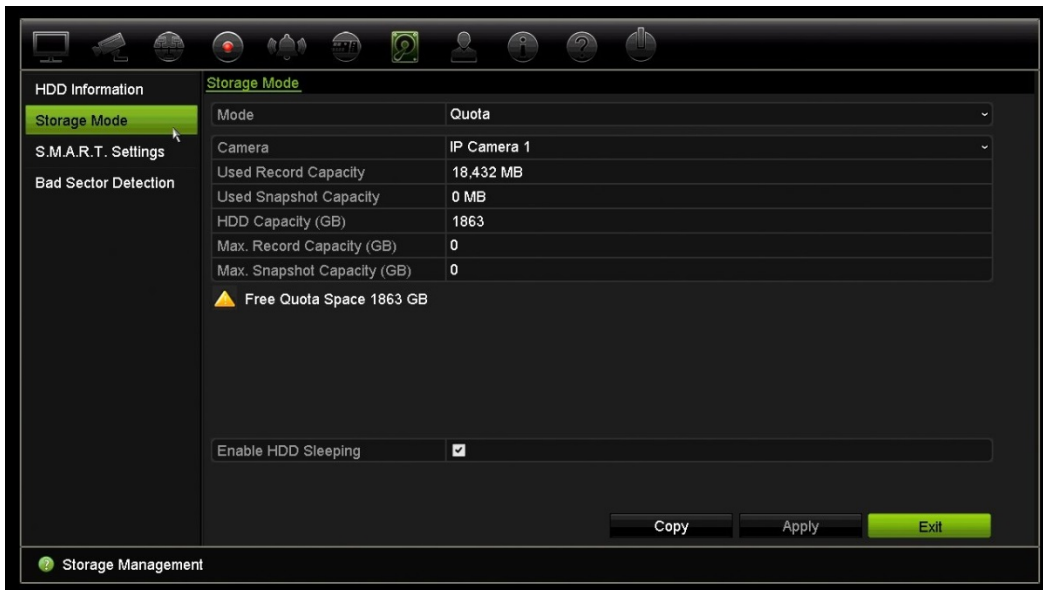 HDD Information
Storage Mode
S.M.A.R.T. Settings
Bad Sector Detection
Storage Mode
Mode Quota
Camera IP Camera 1
Used Record Capacity 18,432 MB
Used Snapshot Capacity 0 MB
HDD Capacity (GB) 1863
Max. Record Capacity (GB) 0
Max. Snapshot Capacity (GB) 0
Free Quota Space 1863 GB
Enable HDD Sleeping
Copy Apply Exit
Storage Management